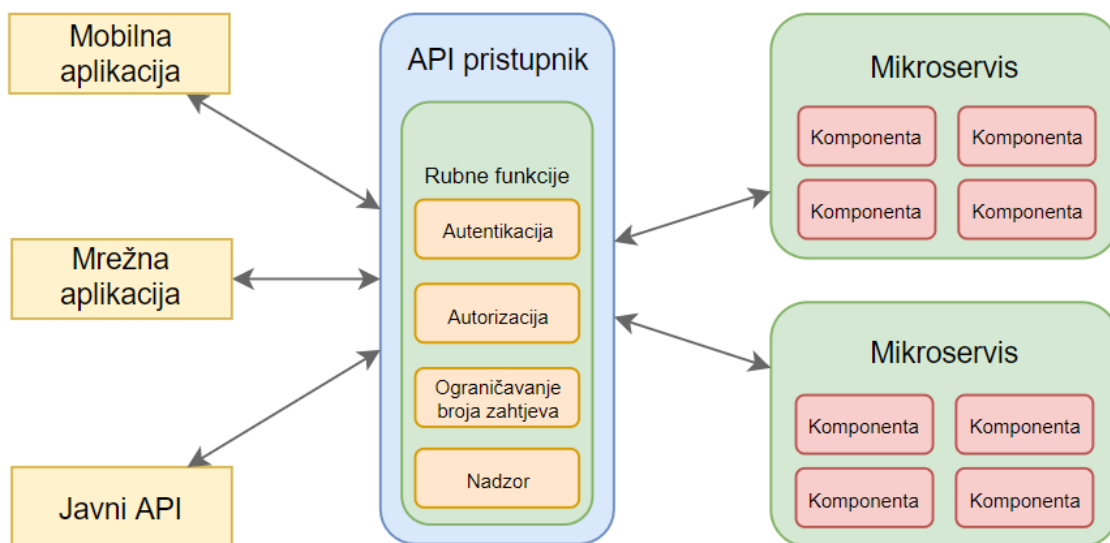 Mobilna
aplikacija
Mrežna
aplikacija
Javni API
API pristupnik
Rubne funkcije
Autentikacija
Autorizacija
Ograničavanje
broja zahtjeva
Nadzor
Mikroservis
Komponenta
Komponenta
Komponenta
Komponenta
Mikroservis
Komponenta
Komponenta
Komponenta
Komponenta